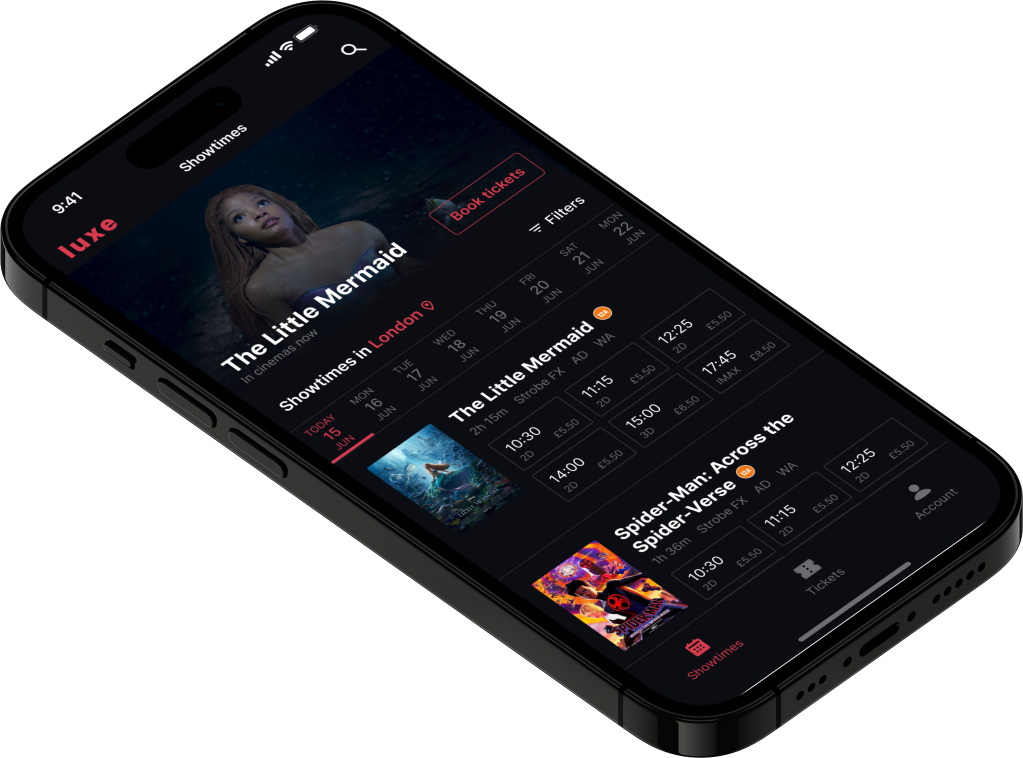 9:41
Showtimes
luxe
The Little Mermaid
In cinemas now
Book tickets
Showtimes in London
Filters
TODAY
15
JUN
MON
16
JUN
TUE
17
JUN
WED
18
JUN
THU
19
JUN
FRI
20
JUN
SAT
21
JUN
MON
22
JUN
The Little Mermaid 12A
2h 15m Strobe FX AD WA
10:30
2D £5.50
11:15
2D £5.50
12:25
2D £5.50
14:00
2D £5.50
15:00
3D £6.50
17:45
IMAX £8.50
Spider-Man: Across the
Spider-Verse 12A
1h 36m Strobe FX AD WA
10:30
2D £5.50
11:15
2D £5.50
12:25
2D £5.50
SPIDER-MAN
Showtimes
Tickets
Account